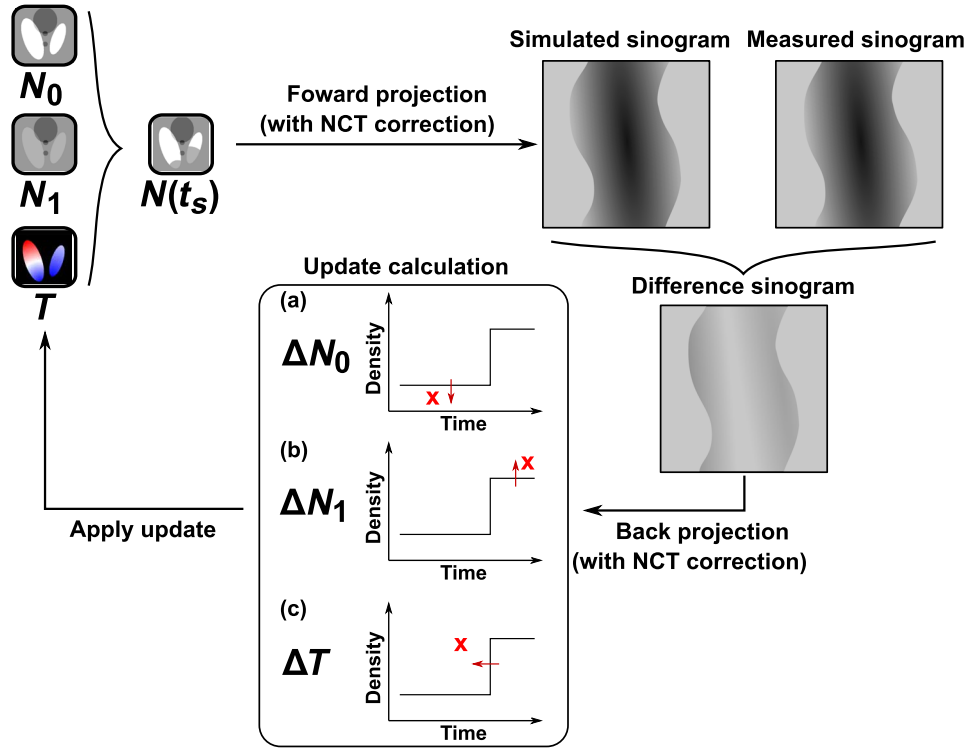 N0
N1
T
N(ts)
Foward projection
(with NCT correction)
Simulated sinogram
Measured sinogram
Difference sinogram
Back projection
(with NCT correction)
Update calculation
(a)
ΔN0
Density
x
Time
(b)
ΔN1
Density
x
Time
(c)
ΔT
Density
x
Time
Apply update